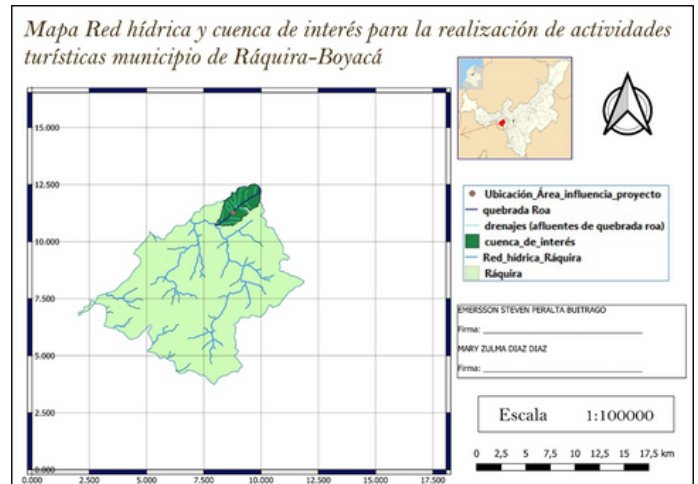 Mapa Red hídrica y cuenca de interés para la realización de actividades
turísticas municipio de Ráquira-Boyacá
15.000
12.500
10.000
7.500
5.000
2.500
0.000
0.000 2.500 5.000 7.500 10.000 12.500 15.000 17.500
Ubicación_Área_influencia_proyecto
quebrada Roa
drenajes (afluentes de quebrada roa)
cuenca_de_interés
Red_hídrica_Ráquira
Ráquira
EMERSSON STEVEN PERALTA BUITRAGO
Firma: ____________________
MARY ZULMA DIAZ DIAZ
Firma: ____________________
Escala 1:100000
0 2,5 5 7,5 10 12,5 15 17,5 km